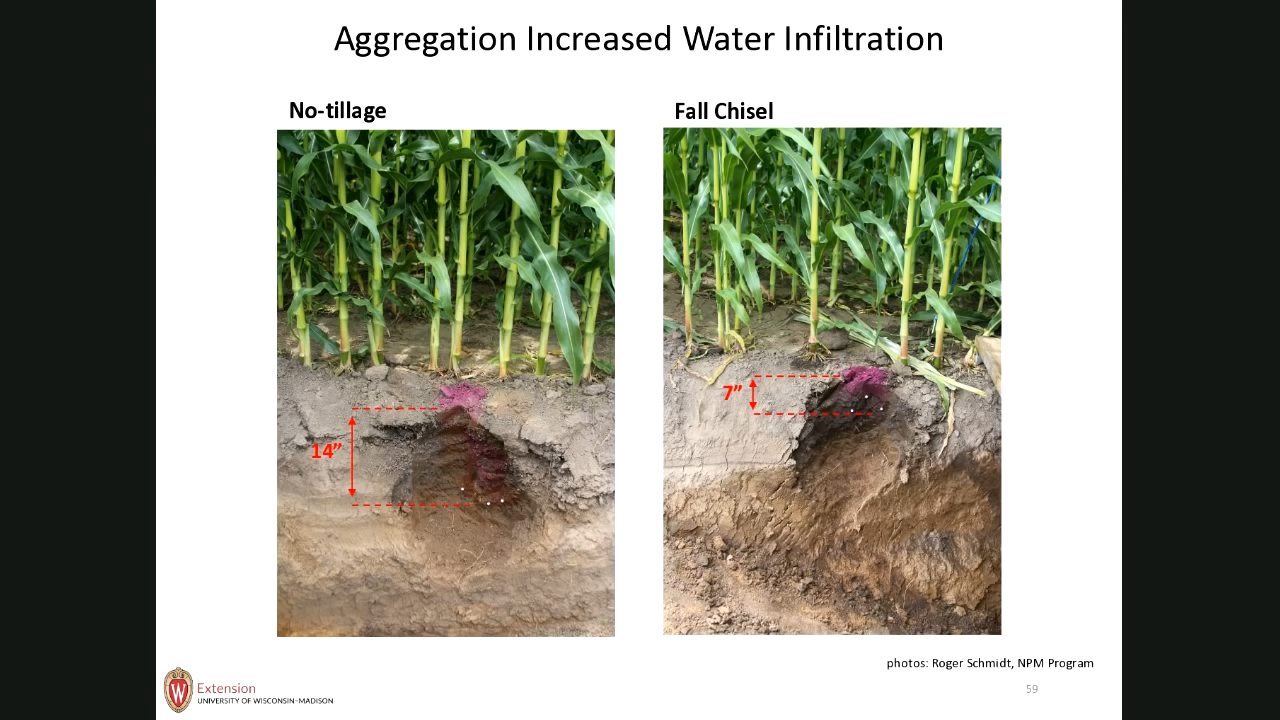 Aggregation Increased Water Infiltration
No-tillage
Fall Chisel
14”
7”
photos: Roger Schmidt, NPM Program
W
Extension
UNIVERSITY OF WISCONSIN–MADISON
59